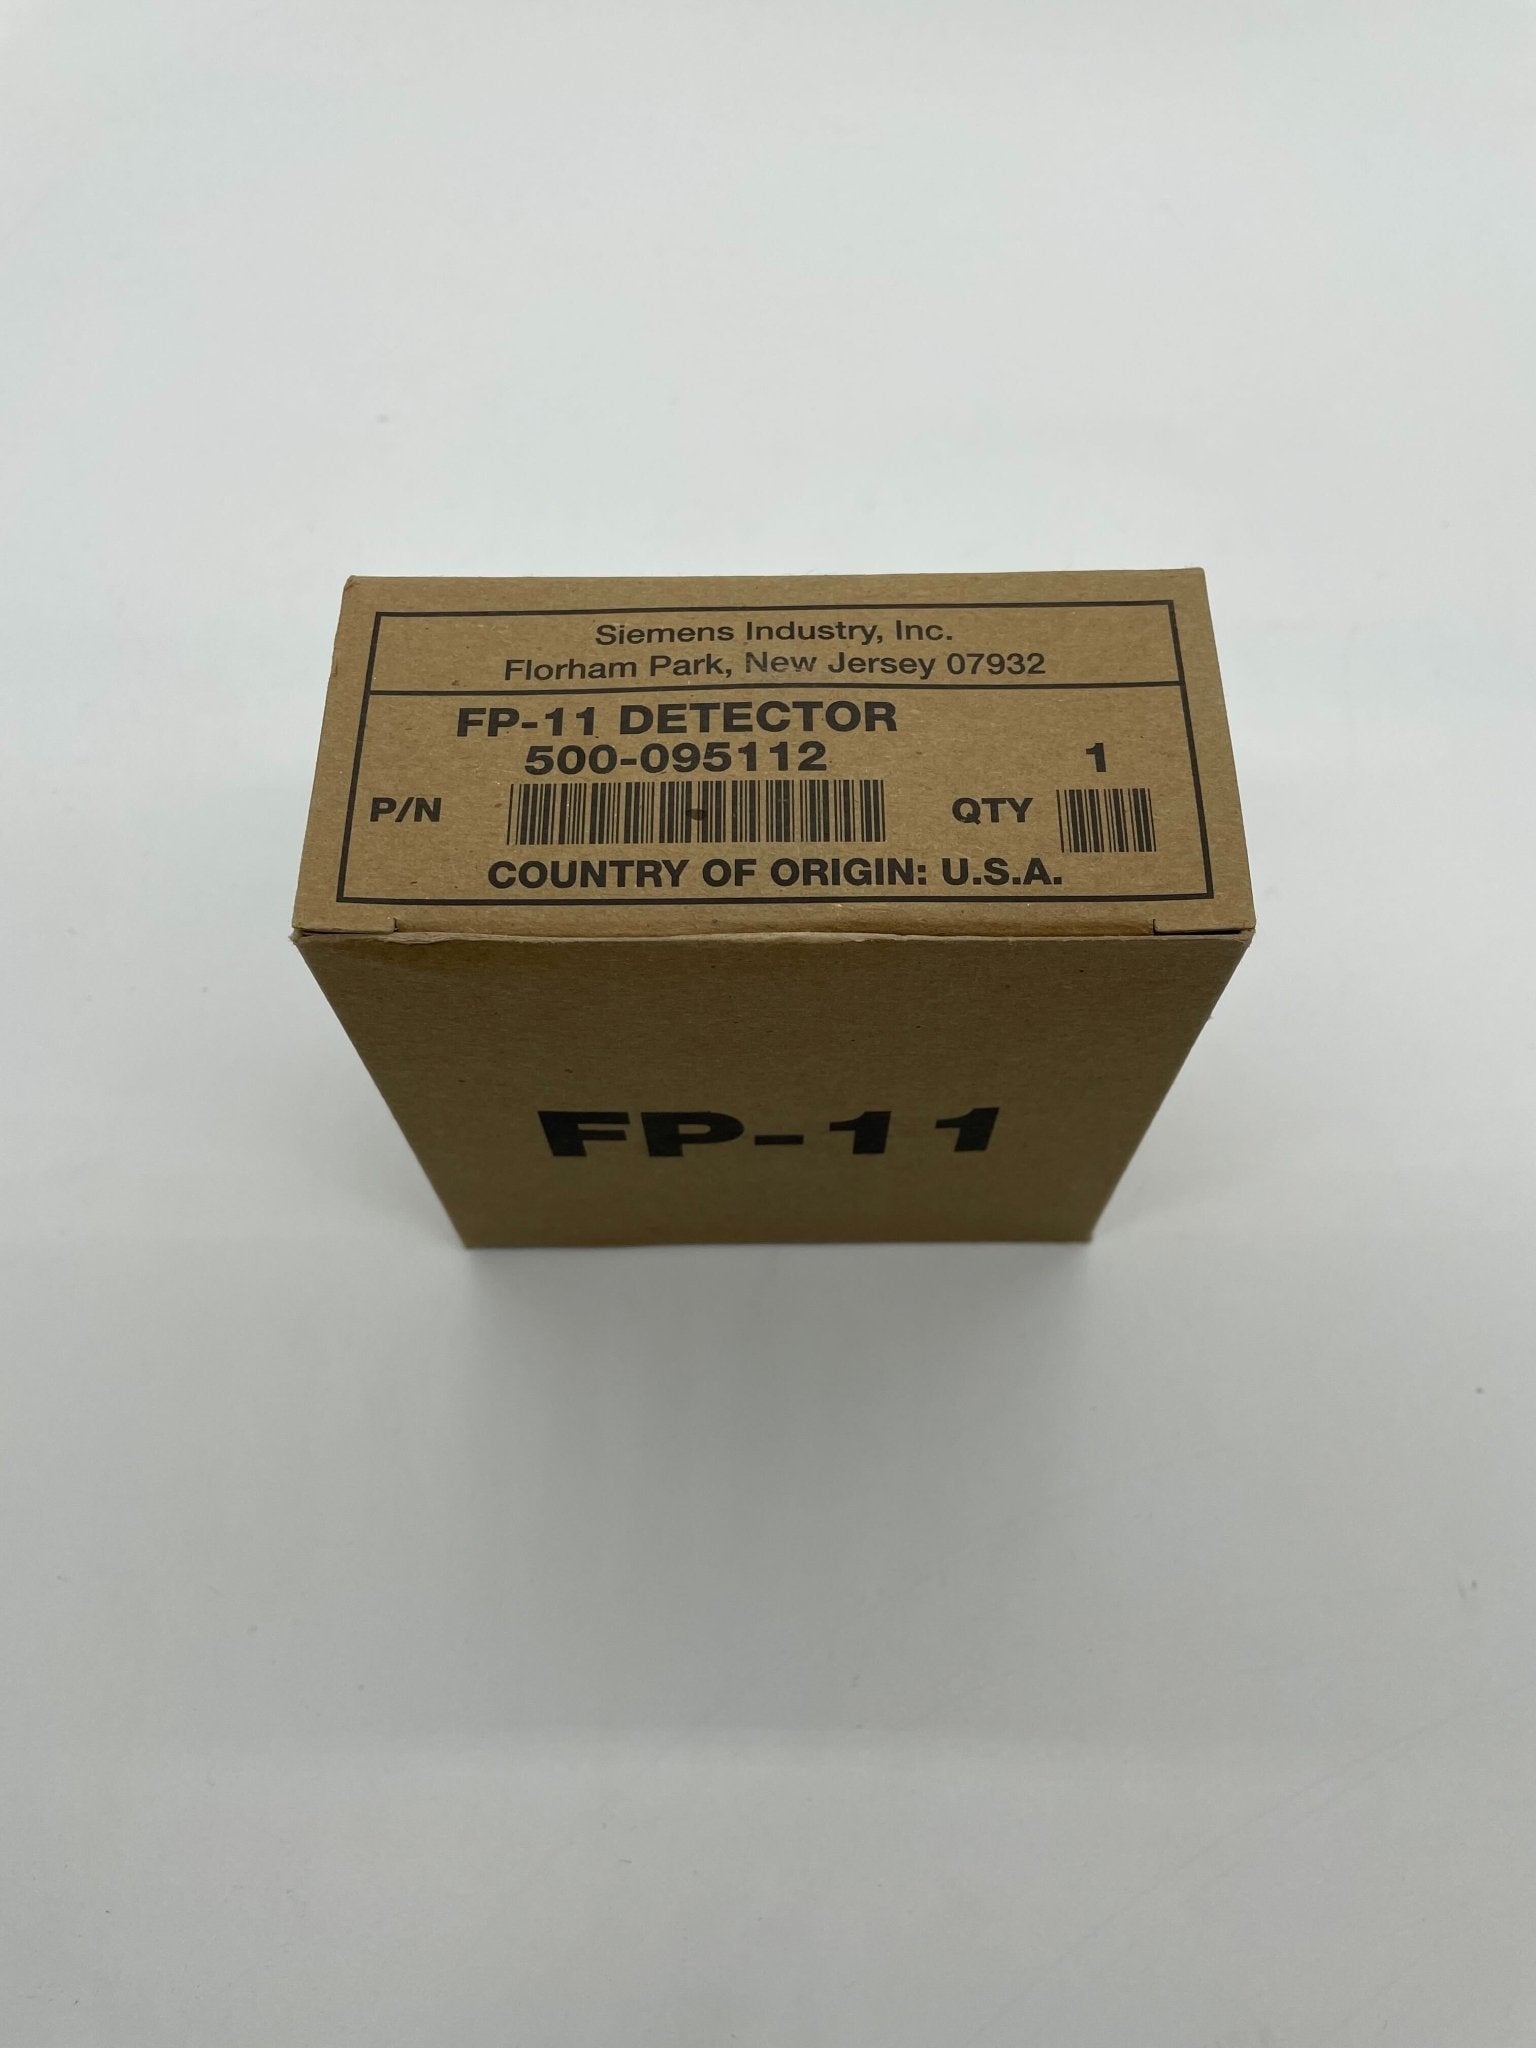 Siemens Industry, Inc.
Florham Park, New Jersey 07932
FP-11 DETECTOR
500-095112
1
P/N
QTY
COUNTRY OF ORIGIN: U.S.A.
FP-11